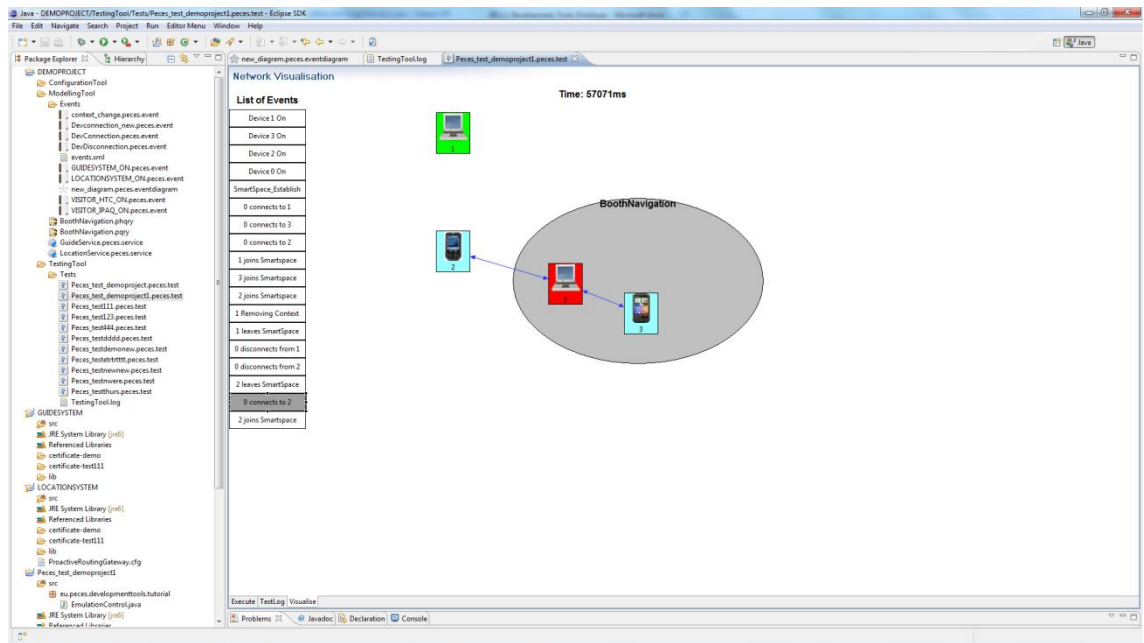 Java - DEMOPROJECT/TestingTool/Tests/Peces_test_demoproject1.peces.test - Eclipse SDK
File Edit Navigate Search Project Run Editor Menu Window Help
Java
Package Explorer Hierarchy
new_diagram.peces.eventdiagram TestingTool.log Peces_test_demoproject1.peces.test
DEMOPROJECT
ConfigurationTool
ModellingTool
Events
context_change.peces.event
Devconnection_new.peces.event
DevConnection.peces.event
DevDisconnection.peces.event
events.xml
GUIDESYSTEM_ON.peces.event
LOCATIONSYSTEM_ON.peces.event
new_diagram.peces.eventdiagram
VISITOR_HTC_ON.peces.event
VISITOR_IPAQ_ON.peces.event
BoothNavigation.phqry
BoothNavigation.pqry
GuideService.peces.service
LocationService.peces.service
TestingTool
Tests
Peces_test_demoproject.peces.test
Peces_test_demoproject1.peces.test
Peces_test111.peces.test
Peces_test123.peces.test
Peces_test444.peces.test
Peces_testdddd.peces.test
Peces_testdemonew.peces.test
Peces_testnewnew.peces.test
Peces_testnwere.peces.test
Peces_testthurs.peces.test
TestingTool.log
GUIDESYSTEM
src
JRE System Library [jre6]
Referenced Libraries
certificate-demo
certificate-test111
lib
LOCATIONSYSTEM
src
JRE System Library [jre6]
Referenced Libraries
certificate-demo
certificate-test111
lib
ProactiveRoutingGateway.cfg
Peces_test_demoproject1
src
eu.peces.developmenttools.tutorial
EmulationControl.java
JRE System Library [jre6]
Referenced Libraries
Network Visualisation
List of Events
Device 1 On
Device 3 On
Device 2 On
Device 0 On
SmartSpace_Establish
0 connects to 1
0 connects to 3
0 connects to 2
1 joins Smartspace
3 joins Smartspace
2 joins Smartspace
1 Removing Context
1 leaves SmartSpace
0 disconnects from 1
0 disconnects from 2
2 leaves SmartSpace
0 connects to 2
2 joins Smartspace
Time: 57071ms
1
BoothNavigation
2
3
Execute TestLog Visualise
Problems Javadoc Declaration Console